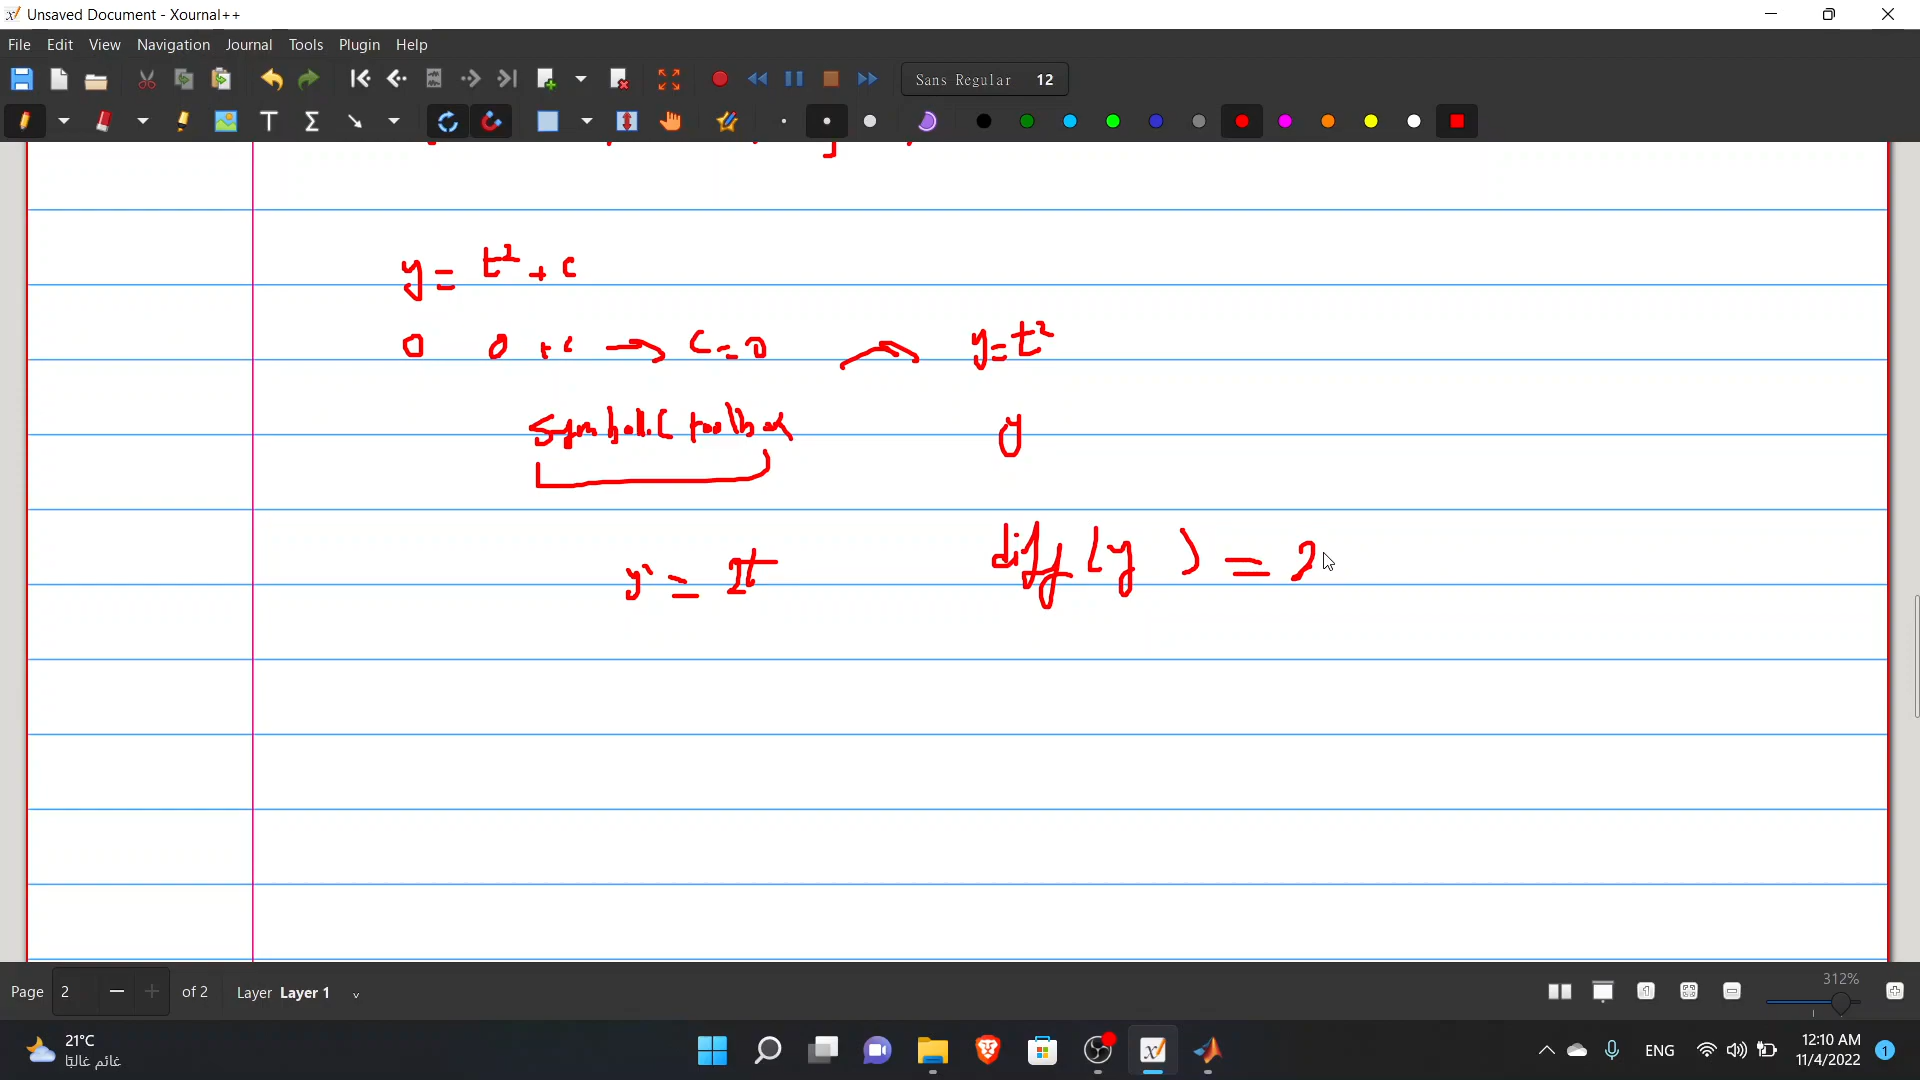 Unsaved Document - Xournal++
File Edit View Navigation Journal Tools Plugin Help
Sans Regular 12
y = t² + c
0 0 + c → c = 0 y = t²
Symbolic toolbox y
y' = 2t diff (y ) = 2
312%
Page 2 of 2 Layer Layer 1
21°C
غائم غالبًا
ENG
12:10 AM
11/4/2022
1